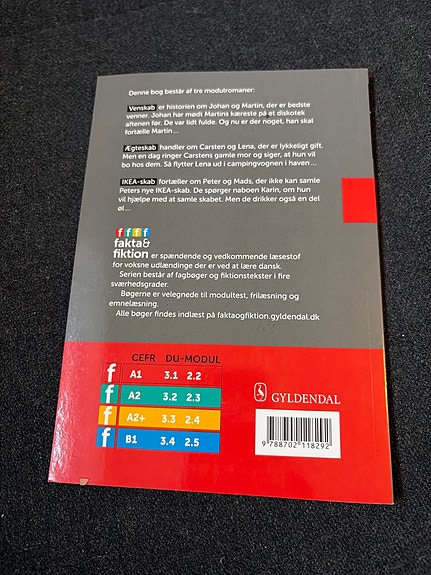 Denne bog består af tre modulromaner:
Venskab er historien om Johan og Martin, der er bedste
venner. Johan har mødt Martins kæreste på et diskotek
aftenen før. De var lidt fulde. Og nu er der noget, han skal
fortælle Martin ...
Ægteskab handler om Carsten og Lena, der er lykkeligt gift.
Men en dag ringer Carstens gamle mor og siger, at hun vil
bo hos dem. Så flytter Lena ud i campingvognen i haven ...
IKEA-skab fortæller om Peter og Mads, der ikke kan samle
Peters nye IKEA-skab. De spørger naboen Karin, om hun
vil hjælpe med at samle skabet. Men de drikker også en del
øl ...
f f f f
fakta&
fiktion er spændende og vedkommende læsestof
for voksne udlændinge der er ved at lære dansk.
Serien består af fagbøger og fiktionstekster i fire
sværhedsgrader.
Bøgerne er velegnede til modultest, frilæsning og
emnelæsning.
Alle bøger findes indlæst på faktaogfiktion.gyldendal.dk
CEFR DU-MODUL
f A1 3.1 2.2
f A2 3.2 2.3
f A2+ 3.3 2.4
f B1 3.4 2.5
GYLDENDAL
9 788702 118292